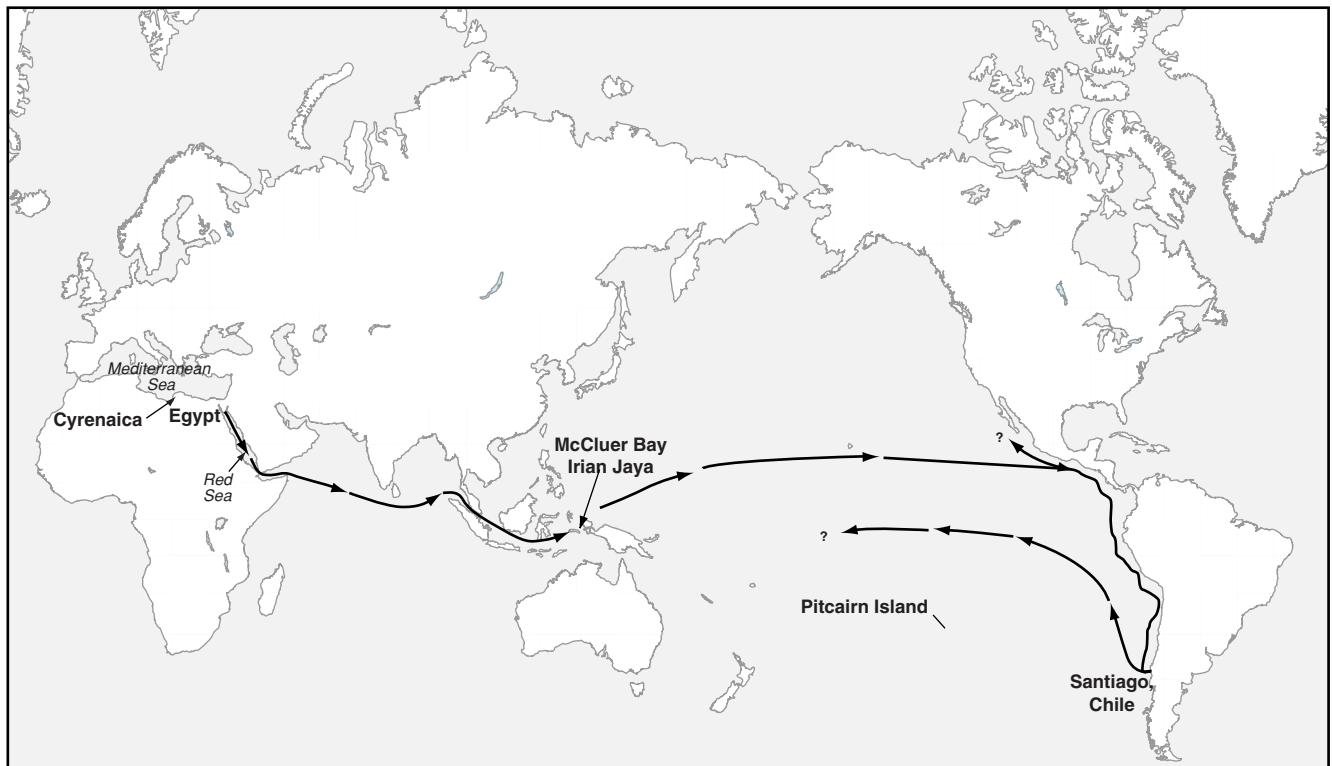 Mediterranean
Sea
Cyrenaica
Egypt
Red
Sea
McCluer Bay
Irian Jaya
?
?
Pitcairn Island
Santiago,
Chile